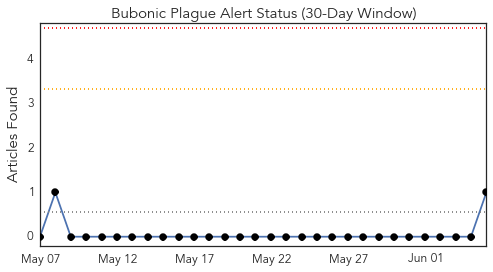 Bubonic Plague Alert Status (30-Day Window)
Articles Found
4
3
2
1
0
May 07 May 12 May 17 May 22 May 27 Jun 01